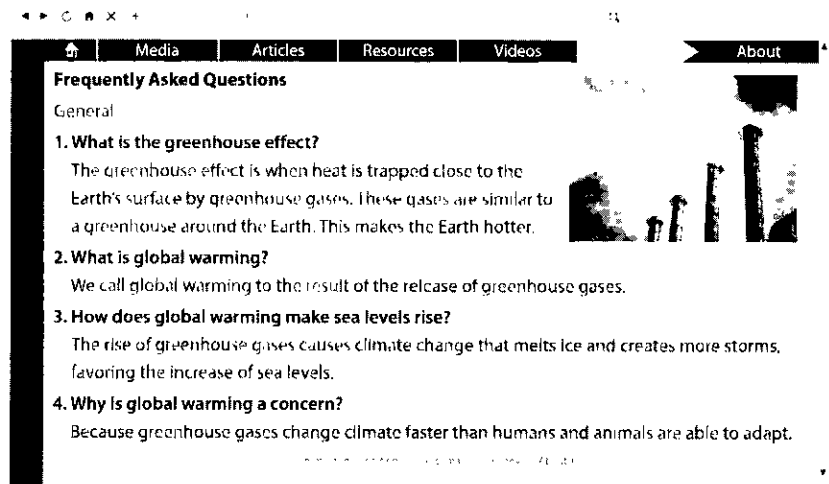 Media Articles Resources Videos About
Frequently Asked Questions
General
1. What is the greenhouse effect?
The greenhouse effect is when heat is trapped close to the
Earth's surface by greenhouse gases. These gases are similar to
a greenhouse around the Earth. This makes the Earth hotter.
2. What is global warming?
We call global warming to the result of the release of greenhouse gases.
3. How does global warming make sea levels rise?
The rise of greenhouse gases causes climate change that melts ice and creates more storms,
favoring the increase of sea levels.
4. Why is global warming a concern?
Because greenhouse gases change climate faster than humans and animals are able to adapt.